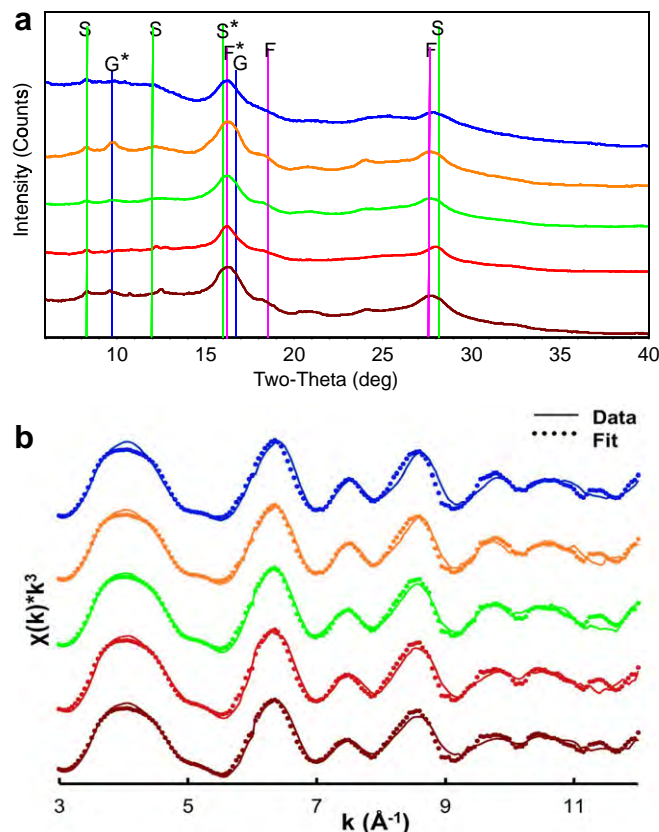 a
S S S* S
F* F F
G* G
Intensity (Counts)
10 15 20 25 30 35 40
Two-Theta (deg)
b
Data
Fit
χ(k)*k³
3 5 7 9 11
k (Å⁻¹)